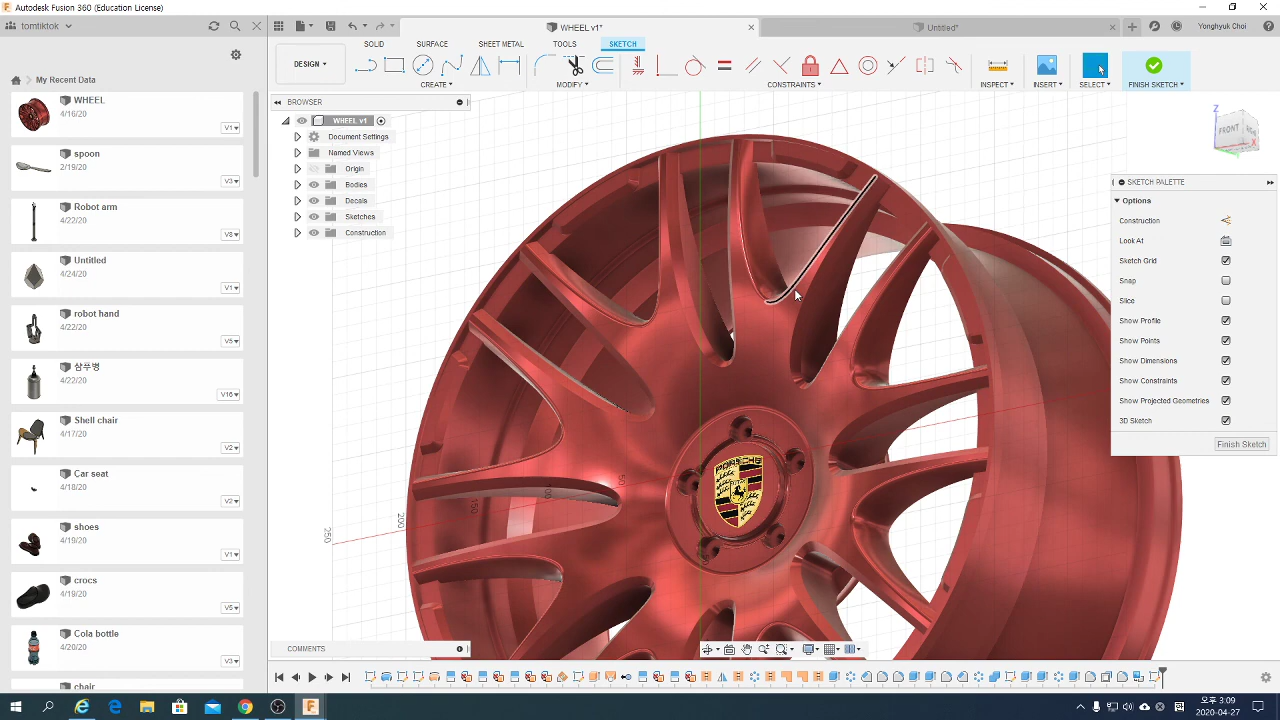 Autodesk Fusion 360 (Education License)
tomtiktok
WHEEL v1*
Untitled*
Yonghyuk Choi
SOLID SURFACE SHEET METAL TOOLS SKETCH
DESIGN
CREATE MODIFY CONSTRAINTS INSPECT INSERT SELECT FINISH SKETCH
My Recent Data
WHEEL
4/16/20
V1
spoon
2/19/20
V3
Robot arm
4/22/20
V8
Untitled
4/24/20
V1
robot hand
4/22/20
V5
샴푸병
4/22/20
V16
Shell chair
4/17/20
V2
Car seat
4/18/20
V2
shoes
4/19/20
V1
crocs
4/19/20
V5
Cola bottle
4/20/20
V3
chair
BROWSER
WHEEL v1
Document Settings
Named Views
Origin
Bodies
Decals
Sketches
Construction
Z
FRONT
X
SKETCH PALETTE
Options
Construction
Look At
Sketch Grid
Snap
Slice
Show Profile
Show Points
Show Dimensions
Show Constraints
Show Projected Geometries
3D Sketch
Finish Sketch
PORSCHE
50
100
150
200
250
COMMENTS
오후 3:09
2020-04-27